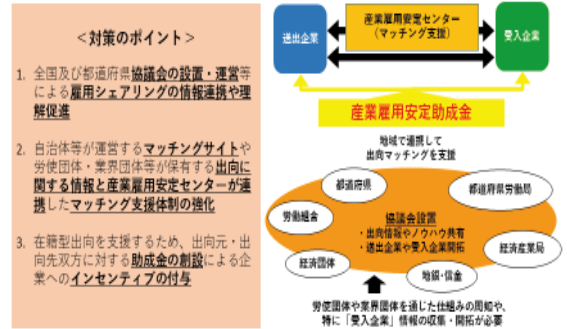 ＜対策のポイント＞
1. 全国及び都道府県協議会の設置・運営等
による雇用シェアリングの情報連携や理
解促進
2. 自治体等が運営するマッチングサイトや
労使団体・業界団体等が保有する出向に
関する情報と産業雇用安定センターが連
携したマッチング支援体制の強化
3. 在籍型出向を支援するため、出向元・出
向先双方に対する助成金の創設による企
業へのインセンティブの付与
送出企業
産業雇用安定センター
（マッチング支援）
受入企業
産業雇用安定助成金
地域で連携して
出向マッチングを支援
都道府県
都道府県労働局
労働組合
協議会設置
・出向情報やノウハウ共有
・送出企業や受入企業開拓
経済産業局
経済団体
地銀・信金
労使団体や業界団体を通じた仕組みの周知や、
特に「受入企業」情報の収集・開拓が必要